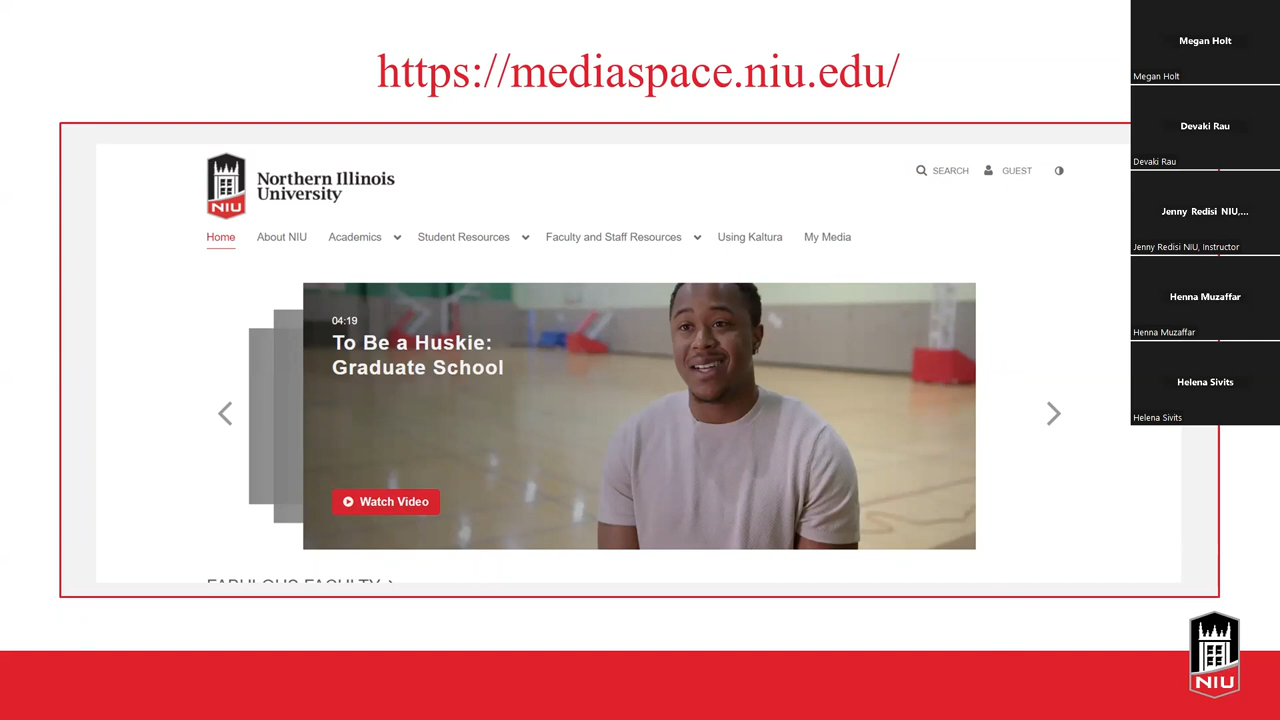 https://mediaspace.niu.edu/
NIU
Northern Illinois
University
SEARCH
GUEST
Home
About NIU
Academics
Student Resources
Faculty and Staff Resources
Using Kaltura
My Media
04:19
To Be a Huskie:
Graduate School
Watch Video
FABULOUS FACULTY
Megan Holt
Megan Holt
Devaki Rau
Devaki Rau
Jenny Redisi NIU,...
Jenny Redisi NIU, Instructor
Henna Muzaffar
Henna Muzaffar
Helena Sivits
Helena Sivits
NIU